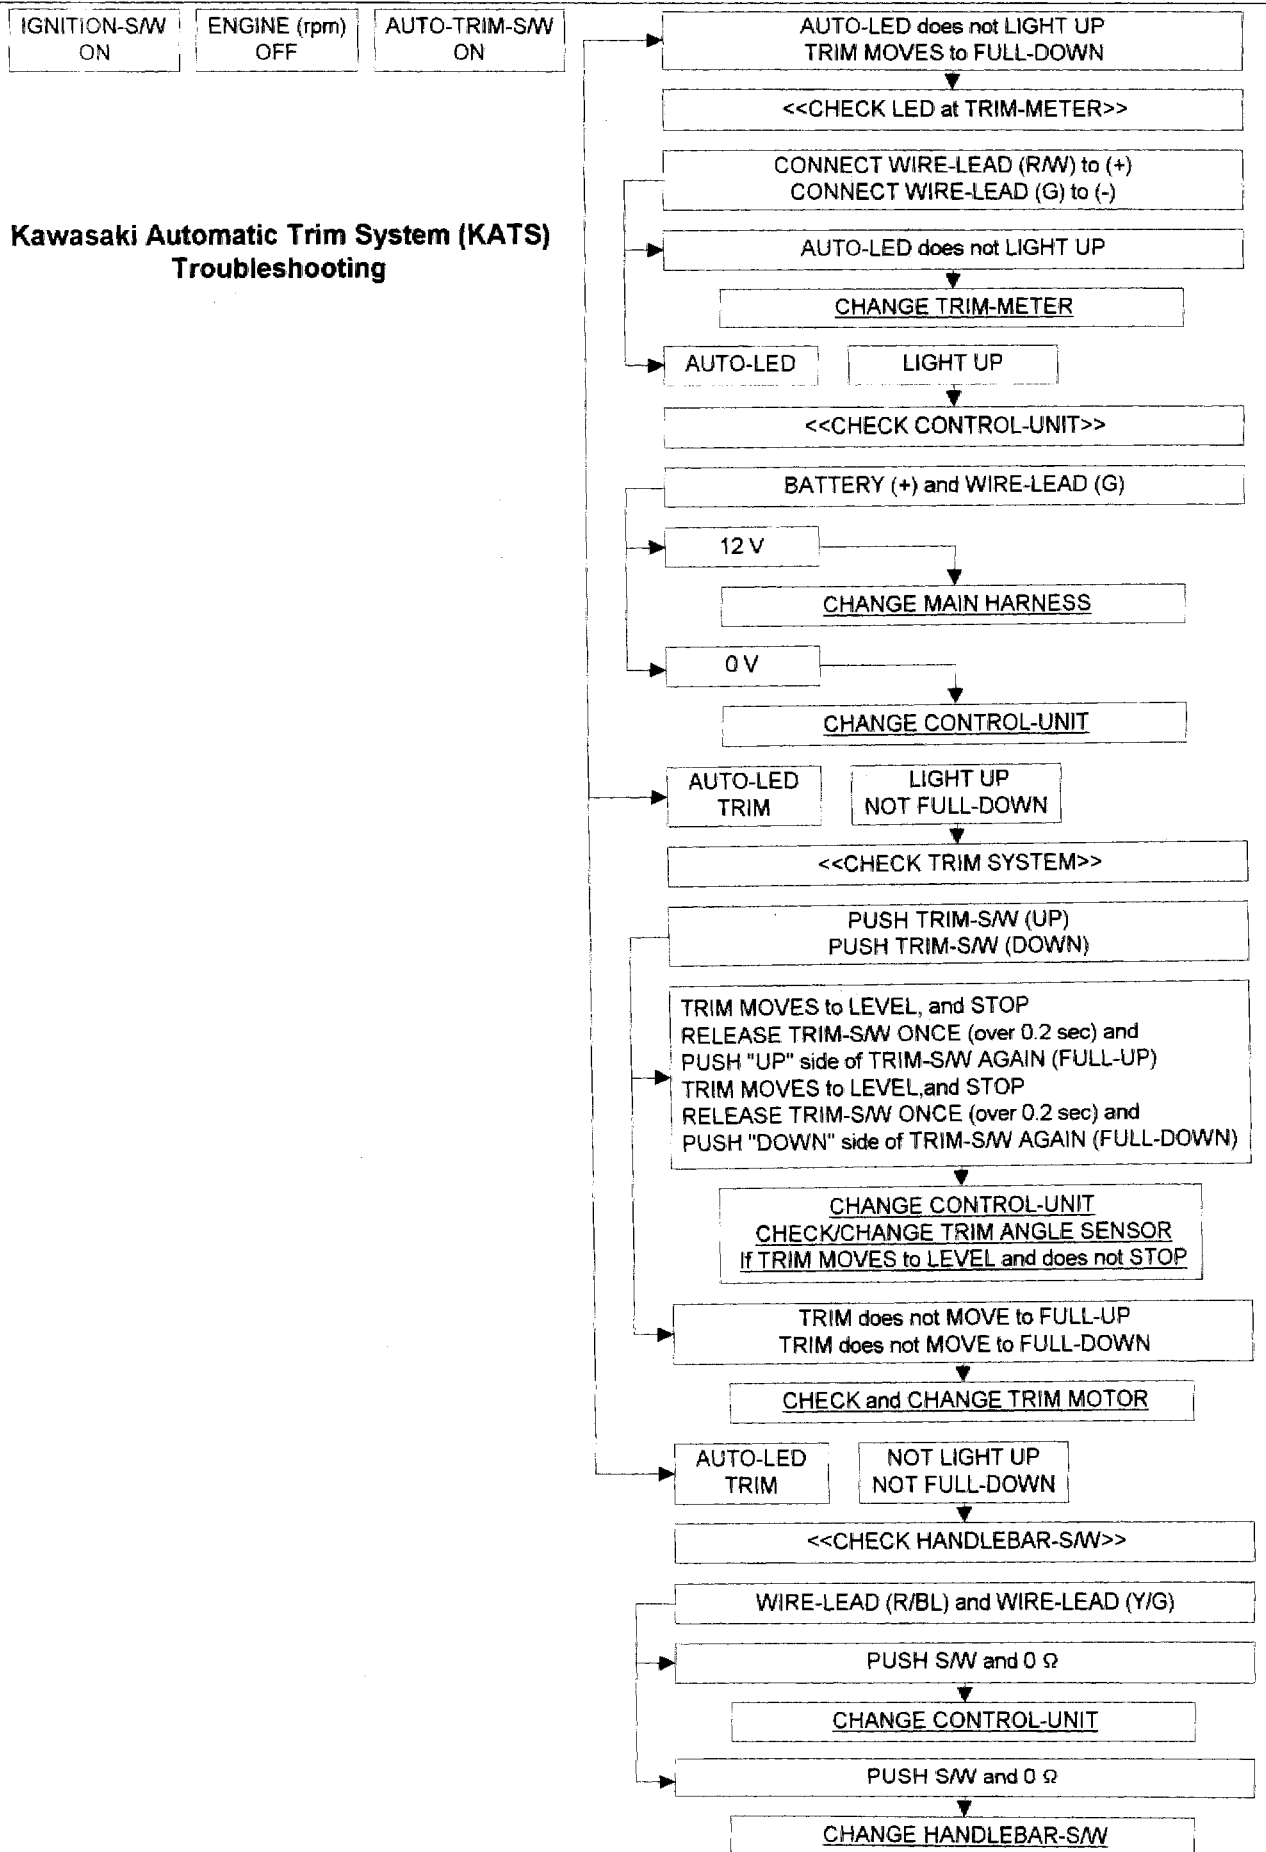 IGNITION-S/W
ON
ENGINE (rpm)
OFF
AUTO-TRIM-S/W
ON
Kawasaki Automatic Trim System (KATS)
Troubleshooting
AUTO-LED does not LIGHT UP
TRIM MOVES to FULL-DOWN
<<CHECK LED at TRIM-METER>>
CONNECT WIRE-LEAD (R/W) to (+)
CONNECT WIRE-LEAD (G) to (-)
AUTO-LED does not LIGHT UP
CHANGE TRIM-METER
AUTO-LED
LIGHT UP
<<CHECK CONTROL-UNIT>>
BATTERY (+) and WIRE-LEAD (G)
12 V
CHANGE MAIN HARNESS
0 V
CHANGE CONTROL-UNIT
AUTO-LED
TRIM
LIGHT UP
NOT FULL-DOWN
<<CHECK TRIM SYSTEM>>
PUSH TRIM-S/W (UP)
PUSH TRIM-S/W (DOWN)
TRIM MOVES to LEVEL, and STOP
RELEASE TRIM-S/W ONCE (over 0.2 sec) and
PUSH "UP" side of TRIM-S/W AGAIN (FULL-UP)
TRIM MOVES to LEVEL,and STOP
RELEASE TRIM-S/W ONCE (over 0.2 sec) and
PUSH "DOWN" side of TRIM-S/W AGAIN (FULL-DOWN)
CHANGE CONTROL-UNIT
CHECK/CHANGE TRIM ANGLE SENSOR
If TRIM MOVES to LEVEL and does not STOP
TRIM does not MOVE to FULL-UP
TRIM does not MOVE to FULL-DOWN
CHECK and CHANGE TRIM MOTOR
AUTO-LED
TRIM
NOT LIGHT UP
NOT FULL-DOWN
<<CHECK HANDLEBAR-S/W>>
WIRE-LEAD (R/BL) and WIRE-LEAD (Y/G)
PUSH S/W and 0 Ω
CHANGE CONTROL-UNIT
PUSH S/W and 0 Ω
CHANGE HANDLEBAR-S/W